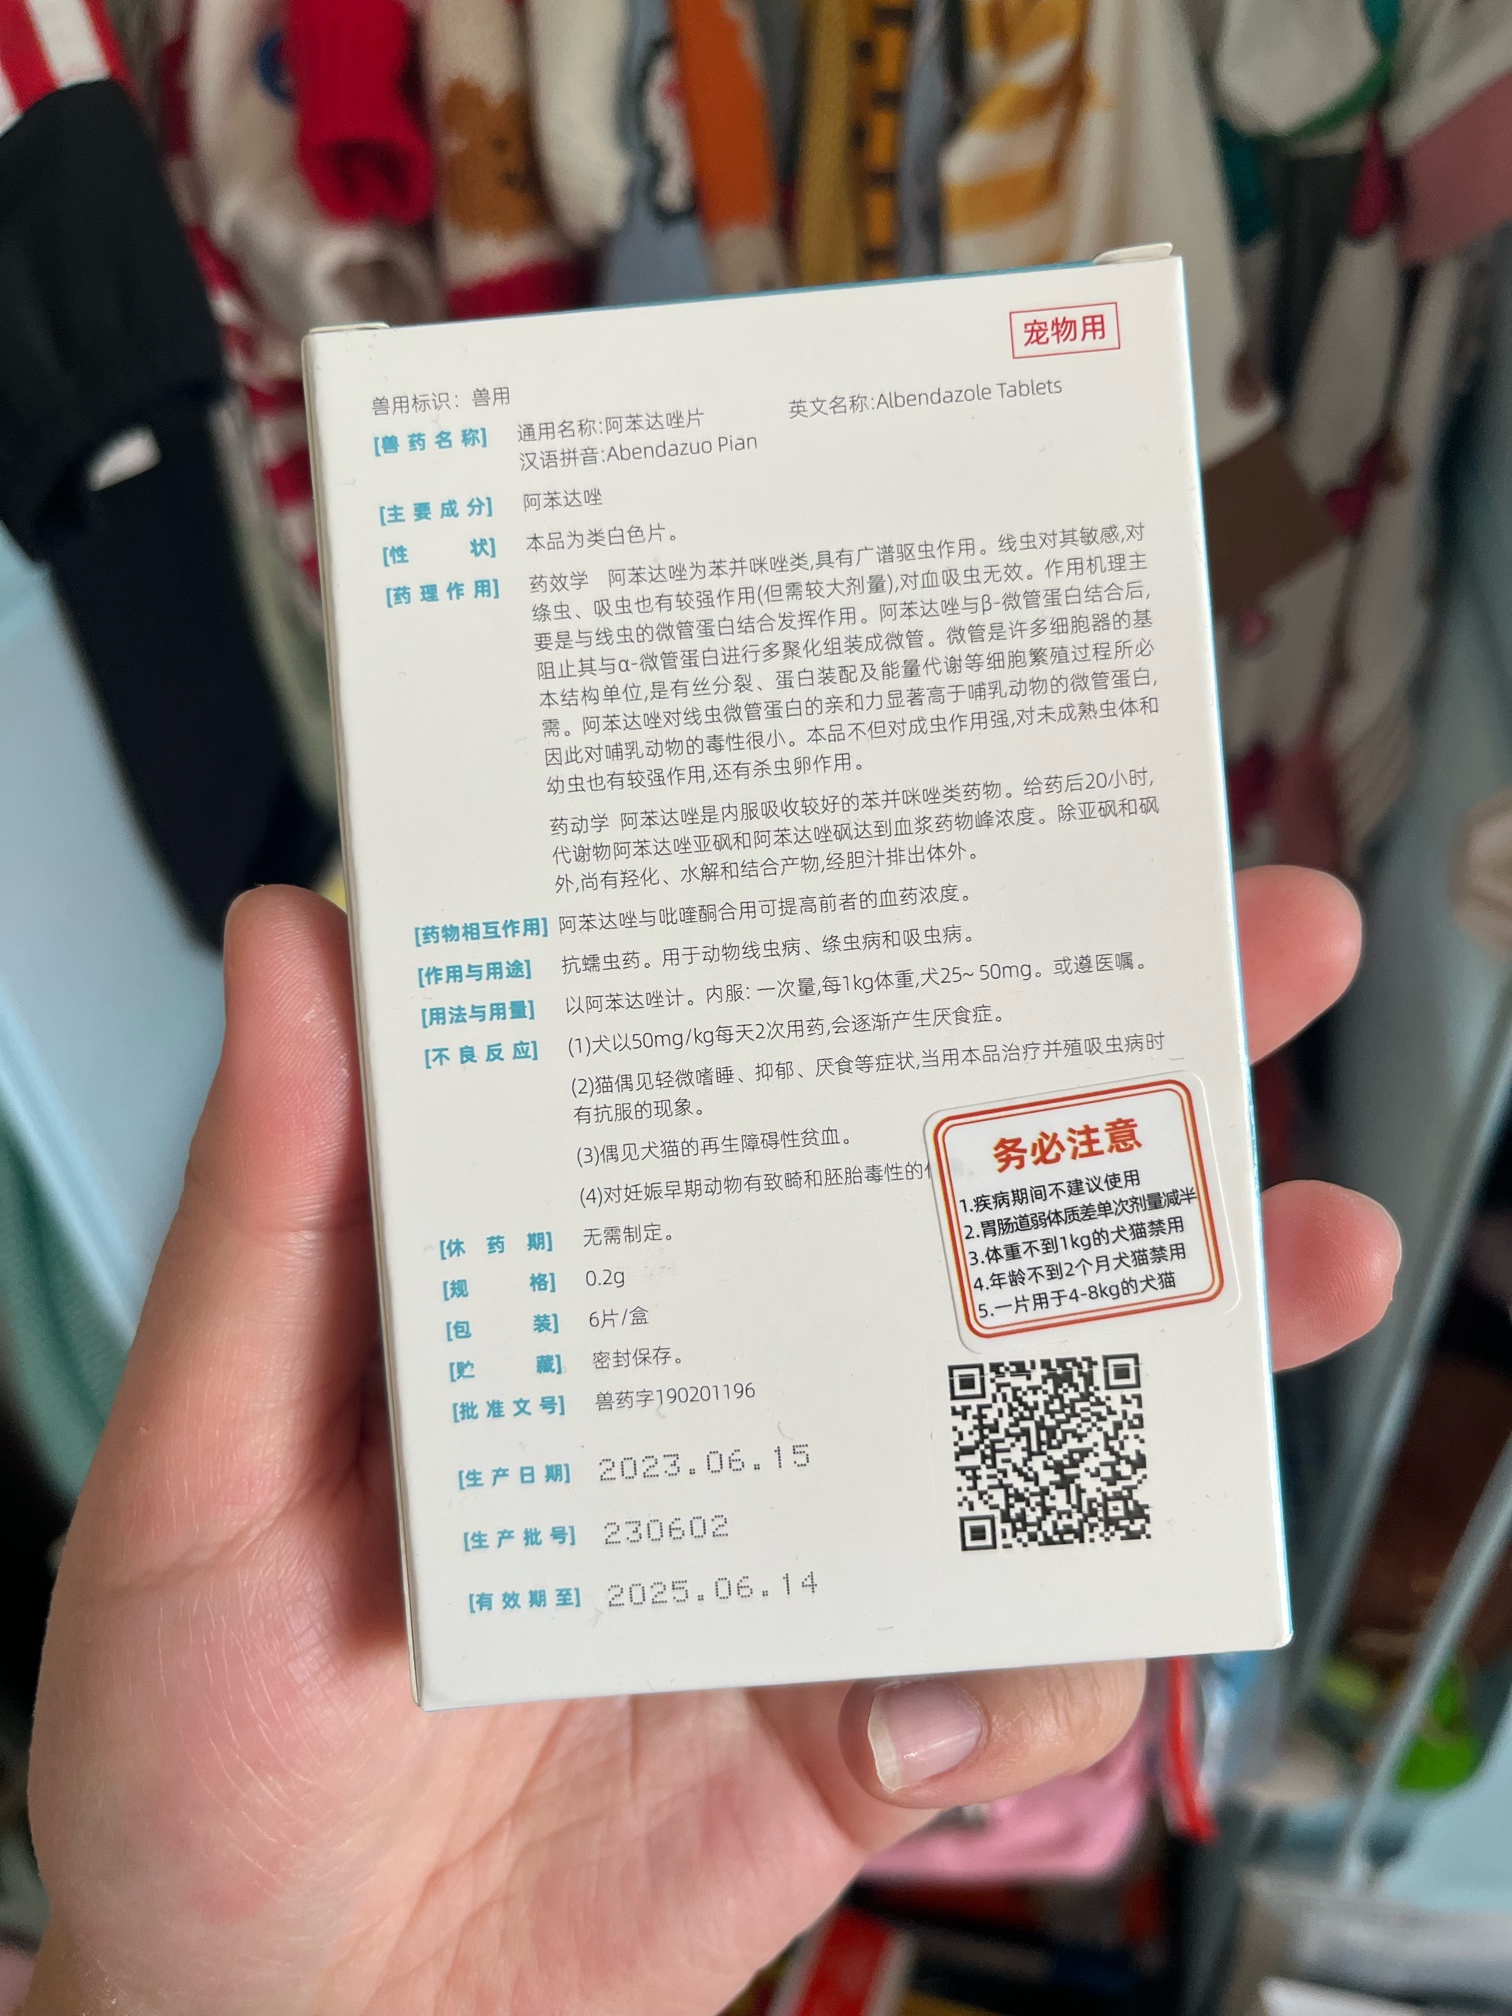 宠物用
兽用标识：兽用
[兽药名称] 通用名称:阿苯达唑片 英文名称:Albendazole Tablets
汉语拼音:Abendazuo Pian
[主要成分] 阿苯达唑
[性状] 本品为类白色片。
[药理作用] 药效学 阿苯达唑为苯并咪唑类,具有广谱驱虫作用。线虫对其敏感,对
绦虫、吸虫也有较强作用(但需较大剂量),对血吸虫无效。作用机理主
要是与线虫的微管蛋白结合发挥作用。阿苯达唑与β-微管蛋白结合后,
阻止其与α-微管蛋白进行多聚化组装成微管。微管是许多细胞器的基
本结构单位,是有丝分裂、蛋白装配及能量代谢等细胞繁殖过程所必
需。阿苯达唑对线虫微管蛋白的亲和力显著高于哺乳动物的微管蛋白,
因此对哺乳动物的毒性很小。本品不但对成虫作用强,对未成熟虫体和
幼虫也有较强作用,还有杀虫卵作用。
药动学 阿苯达唑是内服吸收较好的苯并咪唑类药物。给药后20小时,
代谢物阿苯达唑亚砜和阿苯达唑砜达到血浆药物峰浓度。除亚砜和砜
外,尚有羟化、水解和结合产物,经胆汁排出体外。
[药物相互作用] 阿苯达唑与吡喹酮合用可提高前者的血药浓度。
[作用与用途] 抗蠕虫药。用于动物线虫病、绦虫病和吸虫病。
[用法与用量] 以阿苯达唑计。内服: 一次量,每1kg体重,犬25~ 50mg。或遵医嘱。
[不良反应] (1)犬以50mg/kg每天2次用药,会逐渐产生厌食症。
(2)猫偶见轻微嗜睡、抑郁、厌食等症状,当用本品治疗并殖吸虫病时
有抗服的现象。
(3)偶见犬猫的再生障碍性贫血。
(4)对妊娠早期动物有致畸和胚胎毒性的
务必注意
1.疾病期间不建议使用
2.胃肠道弱体质差单次剂量减半
3.体重不到1kg的犬猫禁用
4.年龄不到2个月犬猫禁用
5.一片用于4-8kg的犬猫
[休药期] 无需制定。
[规格] 0.2g
[包装] 6片/盒
[贮藏] 密封保存。
[批准文号] 兽药字190201196
[生产日期] 2023.06.15
[生产批号] 230602
[有效期至] 2025.06.14